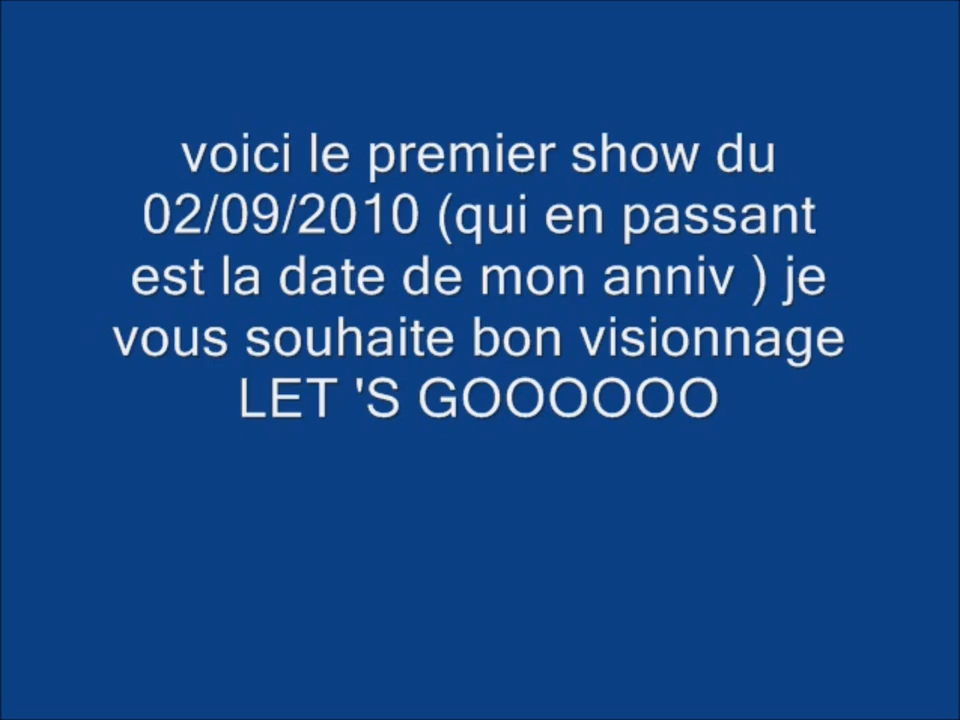 voici le premier show du
02/09/2010 (qui en passant
est la date de mon anniv ) je
vous souhaite bon visionnage
LET 'S GOOOOOO